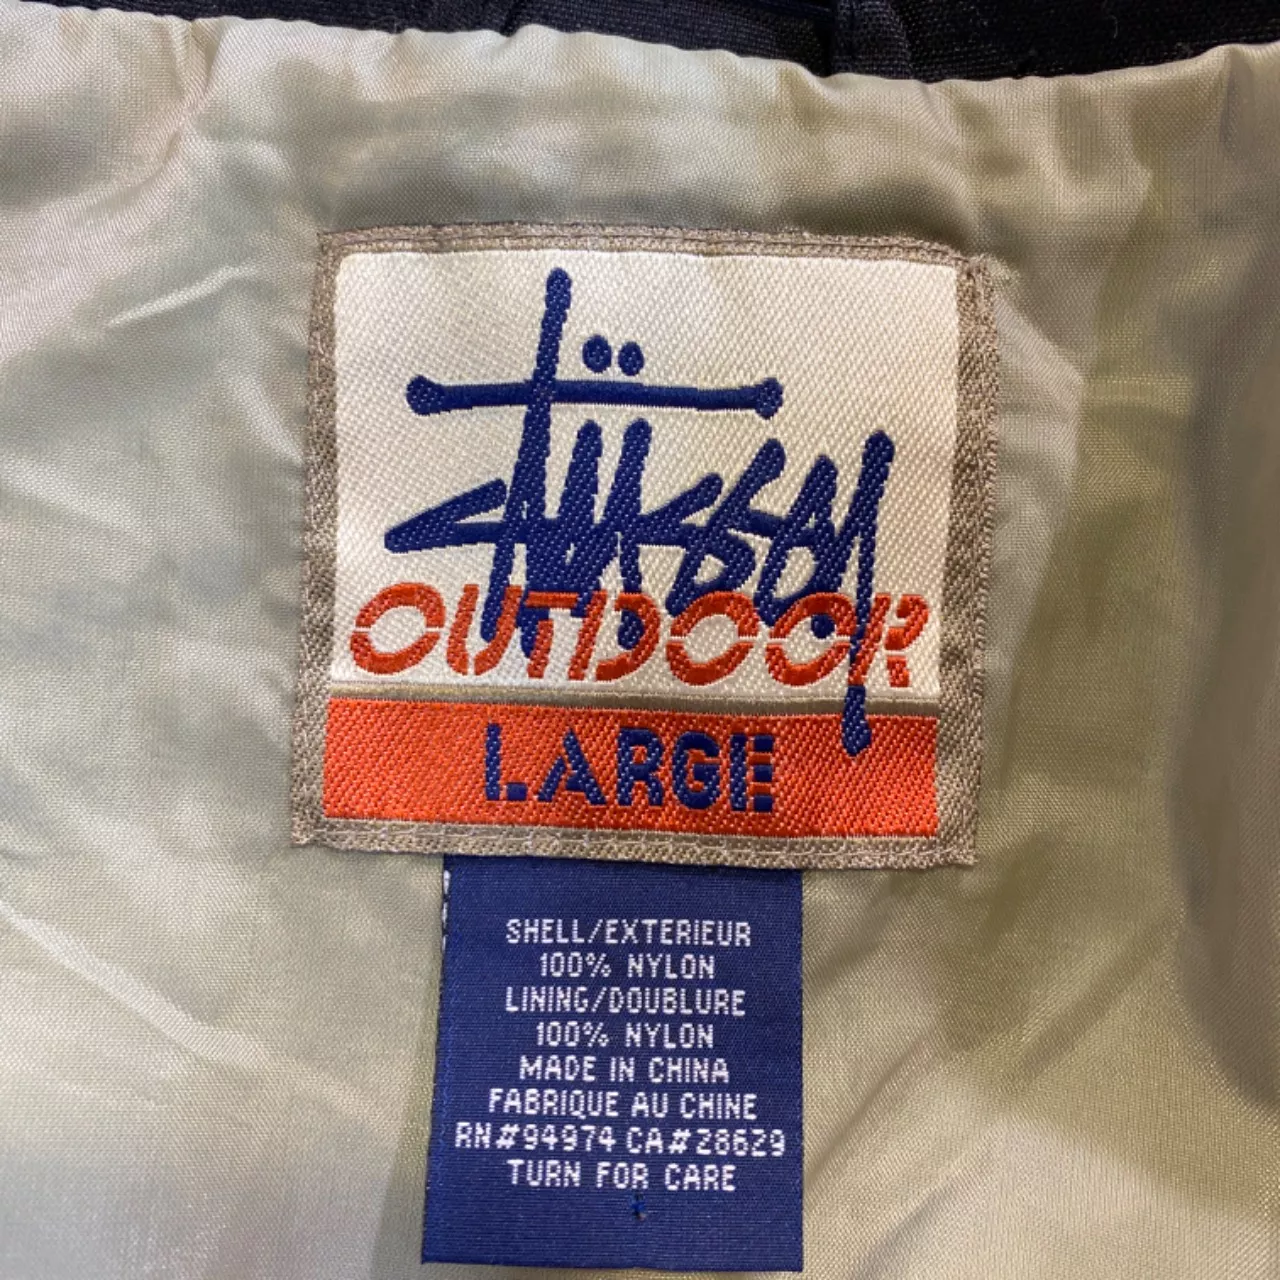 Stüssy
OUTDOOR
LARGE
SHELL/EXTERIEUR
100% NYLON
LINING/DOUBLURE
100% NYLON
MADE IN CHINA
FABRIQUE AU CHINE
RN#94974 CA#28629
TURN FOR CARE